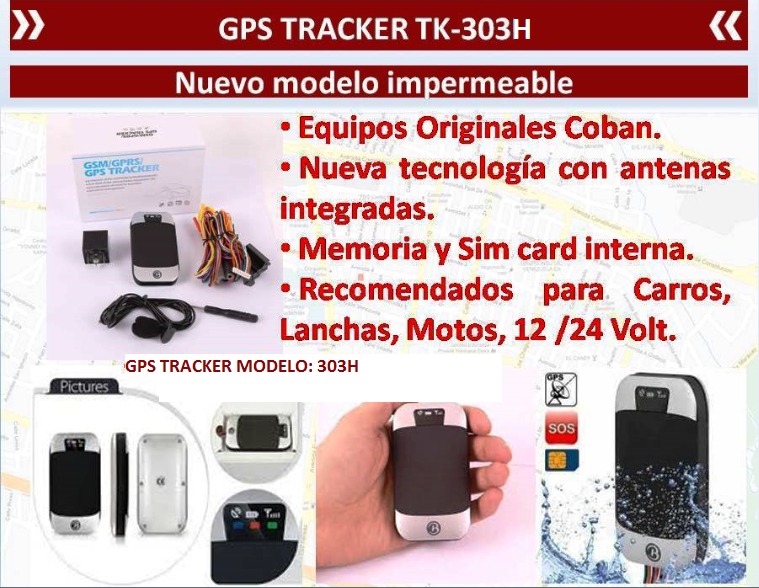 GPS TRACKER TK-303H
Nuevo modelo impermeable
• Equipos Originales Coban.
• Nueva tecnología con antenas
integradas.
• Memoria y Sim card interna.
• Recomendados para Carros,
Lanchas, Motos, 12 /24 Volt.
GSM/GPRS/
GPS TRACKER
GPS TRACKER MODELO: 303H
Pictures
GPS
SOS